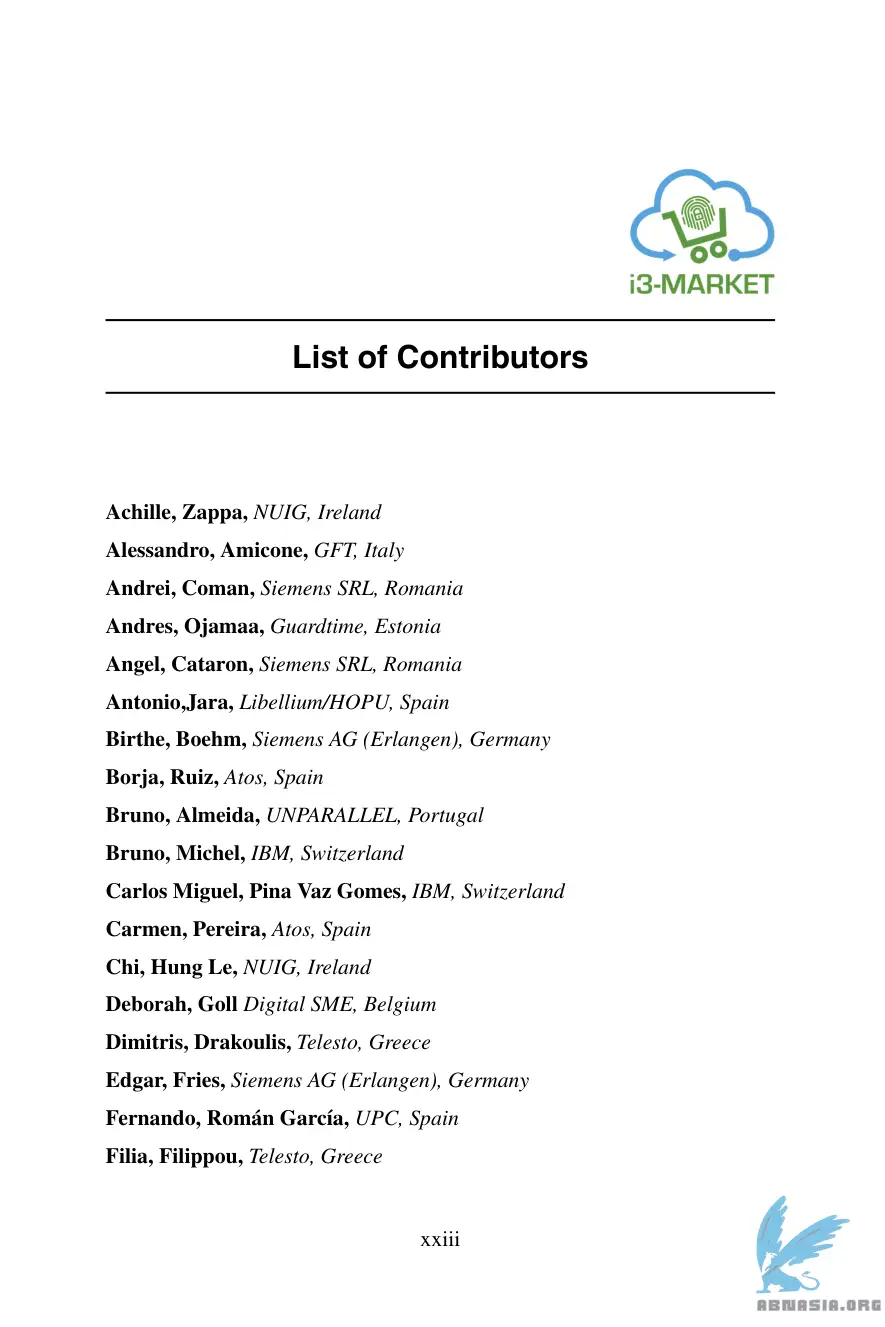 i3-MARKET
List of Contributors
Achille, Zappa, NUIG, Ireland
Alessandro, Amicone, GFT, Italy
Andrei, Coman, Siemens SRL, Romania
Andres, Ojamaa, Guardtime, Estonia
Angel, Cataron, Siemens SRL, Romania
Antonio,Jara, Libellium/HOPU, Spain
Birthe, Boehm, Siemens AG (Erlangen), Germany
Borja, Ruiz, Atos, Spain
Bruno, Almeida, UNPARALLEL, Portugal
Bruno, Michel, IBM, Switzerland
Carlos Miguel, Pina Vaz Gomes, IBM, Switzerland
Carmen, Pereira, Atos, Spain
Chi, Hung Le, NUIG, Ireland
Deborah, Goll Digital SME, Belgium
Dimitris, Drakoulis, Telesto, Greece
Edgar, Fries, Siemens AG (Erlangen), Germany
Fernando, Román García, UPC, Spain
Filia, Filippou, Telesto, Greece
xxiii
ABNASIA.ORG